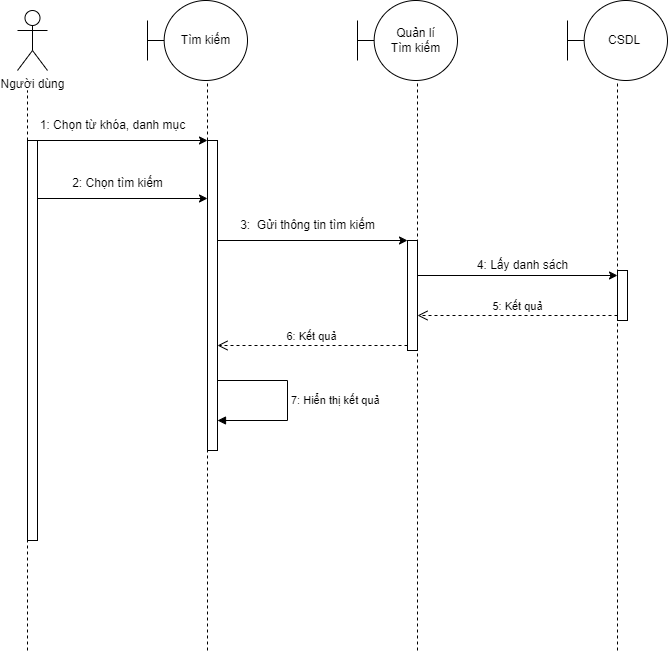 Tìm kiếm
Quản lí
Tìm kiếm
CSDL
Người dùng
1: Chọn từ khóa, danh mục
2: Chọn tìm kiếm
3: Gửi thông tin tìm kiếm
4: Lấy danh sách
5: Kết quả
6: Kết quả
7: Hiển thị kết quả